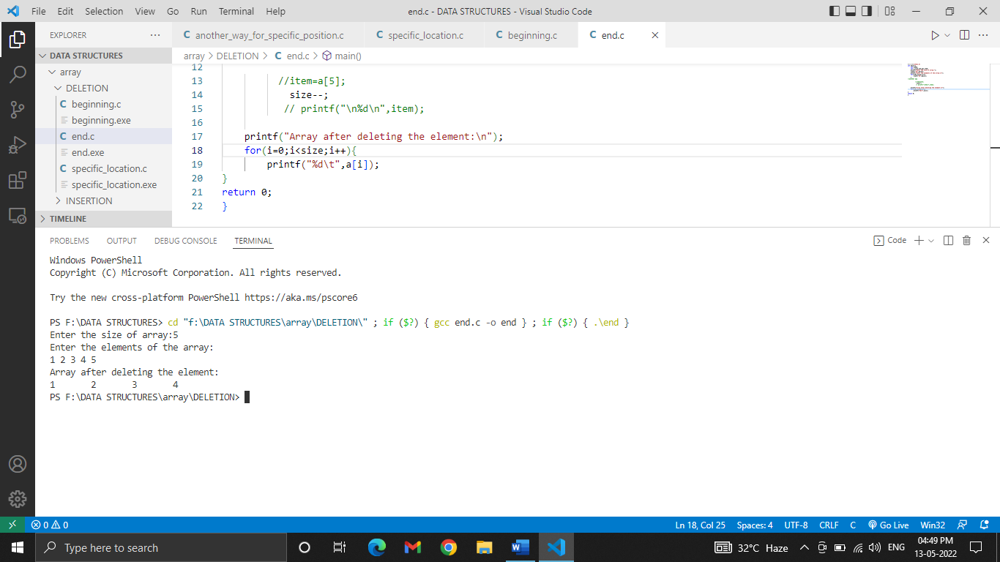 File Edit Selection View Go Run Terminal Help end.c - DATA STRUCTURES - Visual Studio Code
EXPLORER ···
C another_way_for_specific_position.c C specific_location.c C beginning.c C end.c
DATA STRUCTURES
array > DELETION > C end.c > main()
array
DELETION
C beginning.c
beginning.exe
C end.c
end.exe
C specific_location.c
specific_location.exe
INSERTION
TIMELINE
12
13 //item=a[5];
14 size--;
15 // printf("\n%d\n",item);
16
17 printf("Array after deleting the element:\n");
18 for(i=0;i<size;i++){
19 printf("%d\t",a[i]);
20 }
21 return 0;
22 }
PROBLEMS OUTPUT DEBUG CONSOLE TERMINAL Code
Windows PowerShell
Copyright (C) Microsoft Corporation. All rights reserved.
Try the new cross-platform PowerShell https://aka.ms/pscore6
PS F:\DATA STRUCTURES> cd "f:\DATA STRUCTURES\array\DELETION\" ; if ($?) { gcc end.c -o end } ; if ($?) { .\end }
Enter the size of array:5
Enter the elements of the array:
1 2 3 4 5
Array after deleting the element:
1 2 3 4
PS F:\DATA STRUCTURES\array\DELETION>
0 0 Ln 18, Col 25 Spaces: 4 UTF-8 CRLF C Go Live Win32
Type here to search 32°C Haze ENG 04:49 PM
13-05-2022